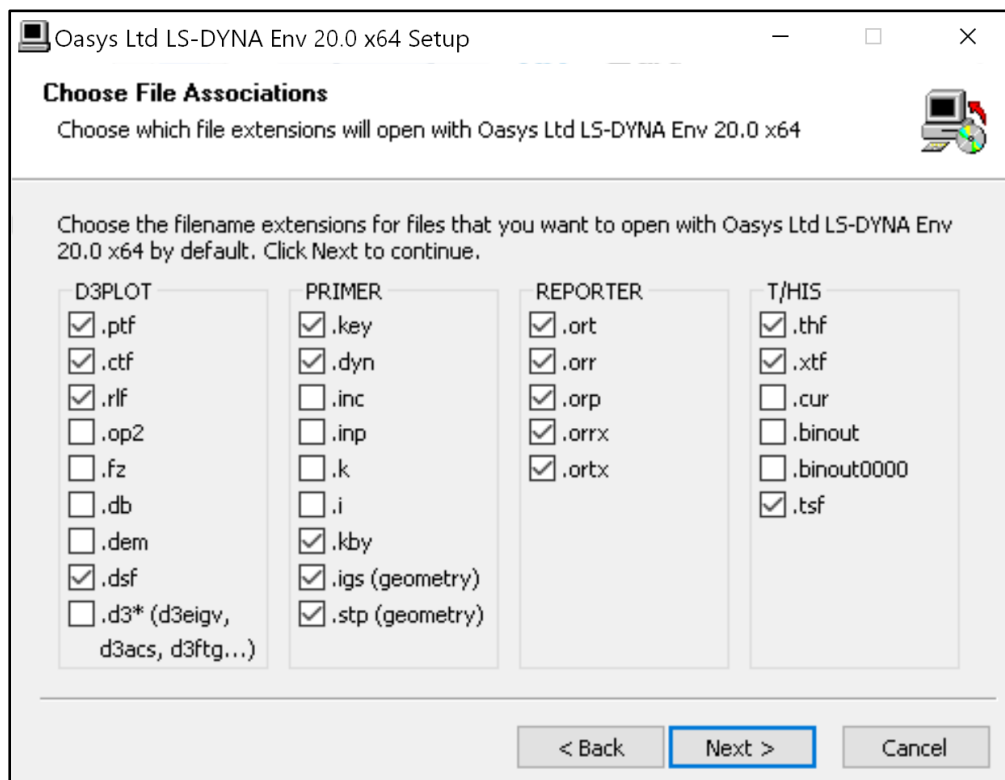 Oasys Ltd LS-DYNA Env 20.0 x64 Setup
Choose File Associations
Choose which file extensions will open with Oasys Ltd LS-DYNA Env 20.0 x64
Choose the filename extensions for files that you want to open with Oasys Ltd LS-DYNA Env
20.0 x64 by default. Click Next to continue.
D3PLOT
.ptf
.ctf
.rlf
.op2
.fz
.db
.dem
.dsf
.d3* (d3eigv,
d3acs, d3ftg...)
PRIMER
.key
.dyn
.inc
.inp
.k
.i
.kby
.igs (geometry)
.stp (geometry)
REPORTER
.ort
.orr
.orp
.orrx
.ortx
T/HIS
.thf
.xtf
.cur
.binout
.binout0000
.tsf
< Back
Next >
Cancel